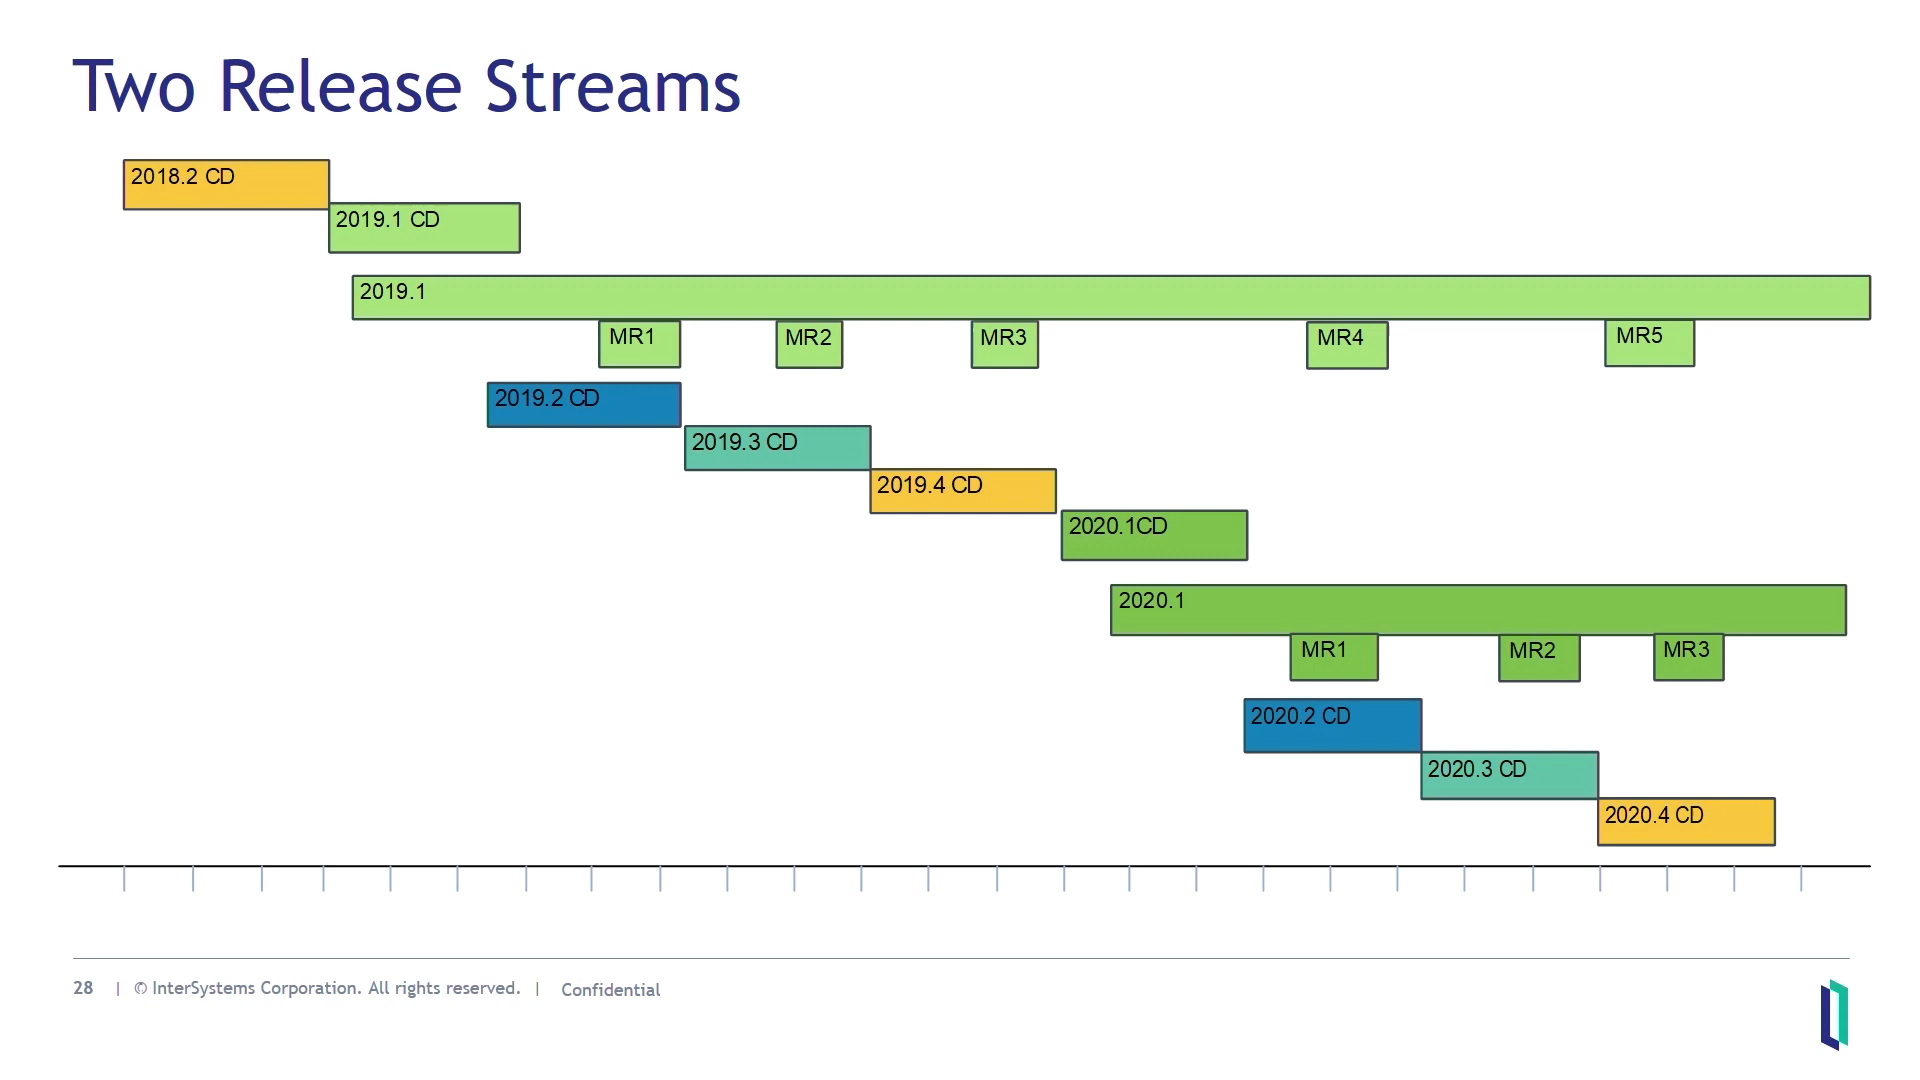 Two Release Streams
2018.2 CD
2019.1 CD
2019.1
MR1
MR2
MR3
MR4
MR5
2019.2 CD
2019.3 CD
2019.4 CD
2020.1CD
2020.1
MR1
MR2
MR3
2020.2 CD
2020.3 CD
2020.4 CD
28 | © InterSystems Corporation. All rights reserved. | Confidential